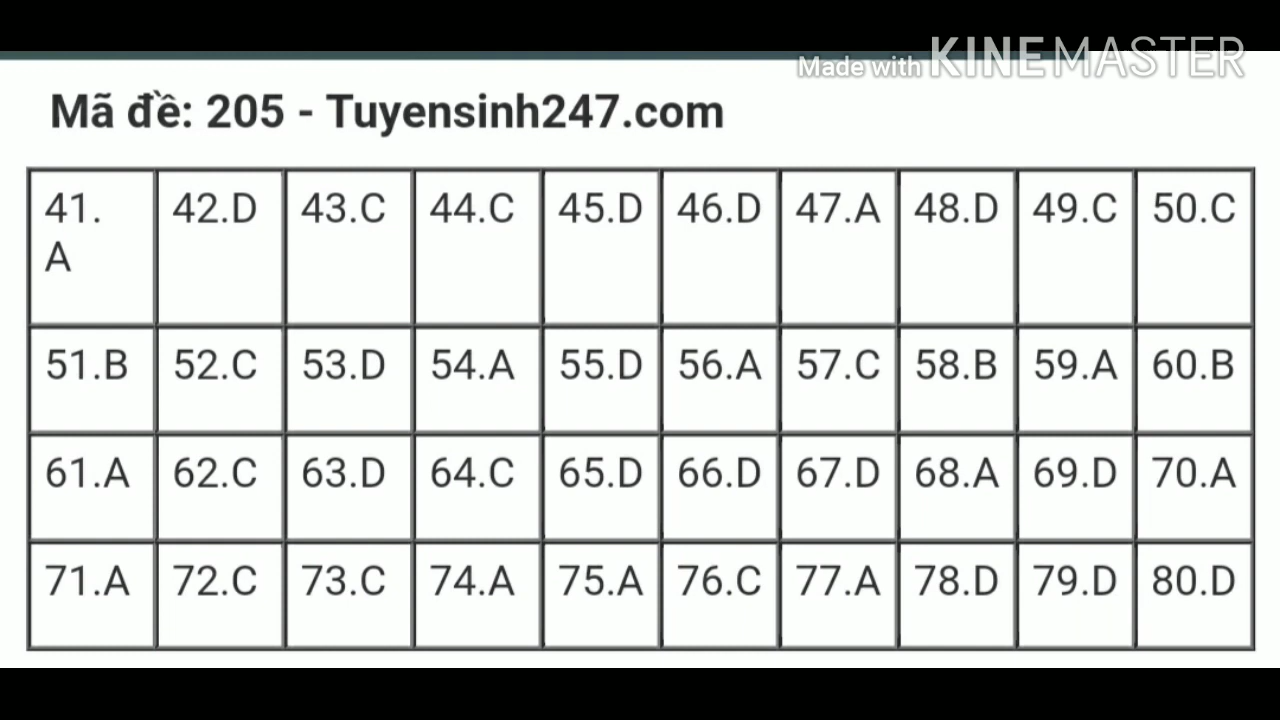 Made with KINEMASTER
Mã đề: 205 - Tuyensinh247.com
41. A 42.D 43.C 44.C 45.D 46.D 47.A 48.D 49.C 50.C
51.B 52.C 53.D 54.A 55.D 56.A 57.C 58.B 59.A 60.B
61.A 62.C 63.D 64.C 65.D 66.D 67.D 68.A 69.D 70.A
71.A 72.C 73.C 74.A 75.A 76.C 77.A 78.D 79.D 80.D